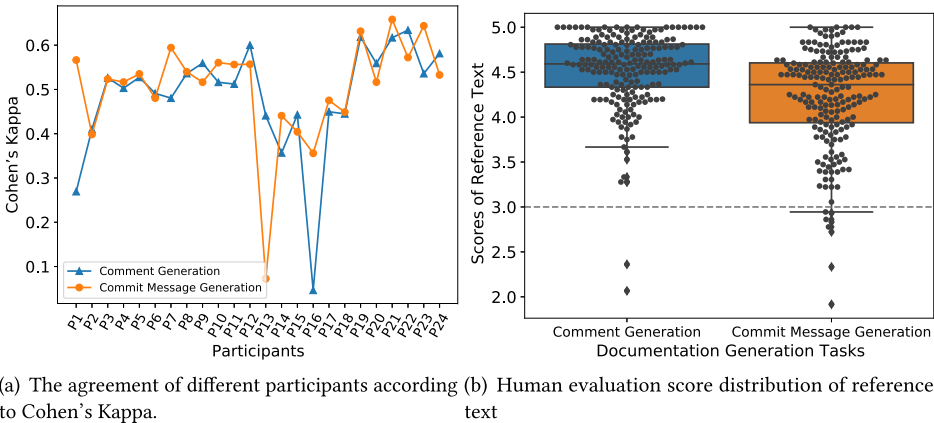 0.6
0.5
0.4
0.3
0.2
0.1
Cohen's Kappa
Comment Generation
Commit Message Generation
P1 P2 P3 P4 P5 P6 P7 P8 P9 P10 P11 P12 P13 P14 P15 P16 P17 P18 P19 P20 P21 P22 P23 P24
Participants
5.0
4.5
4.0
3.5
3.0
2.5
2.0
Scores of Reference Text
Comment Generation Commit Message Generation
Documentation Generation Tasks
a) The agreement of different participants according
to Cohen's Kappa.
(b) Human evaluation score distribution of reference
text